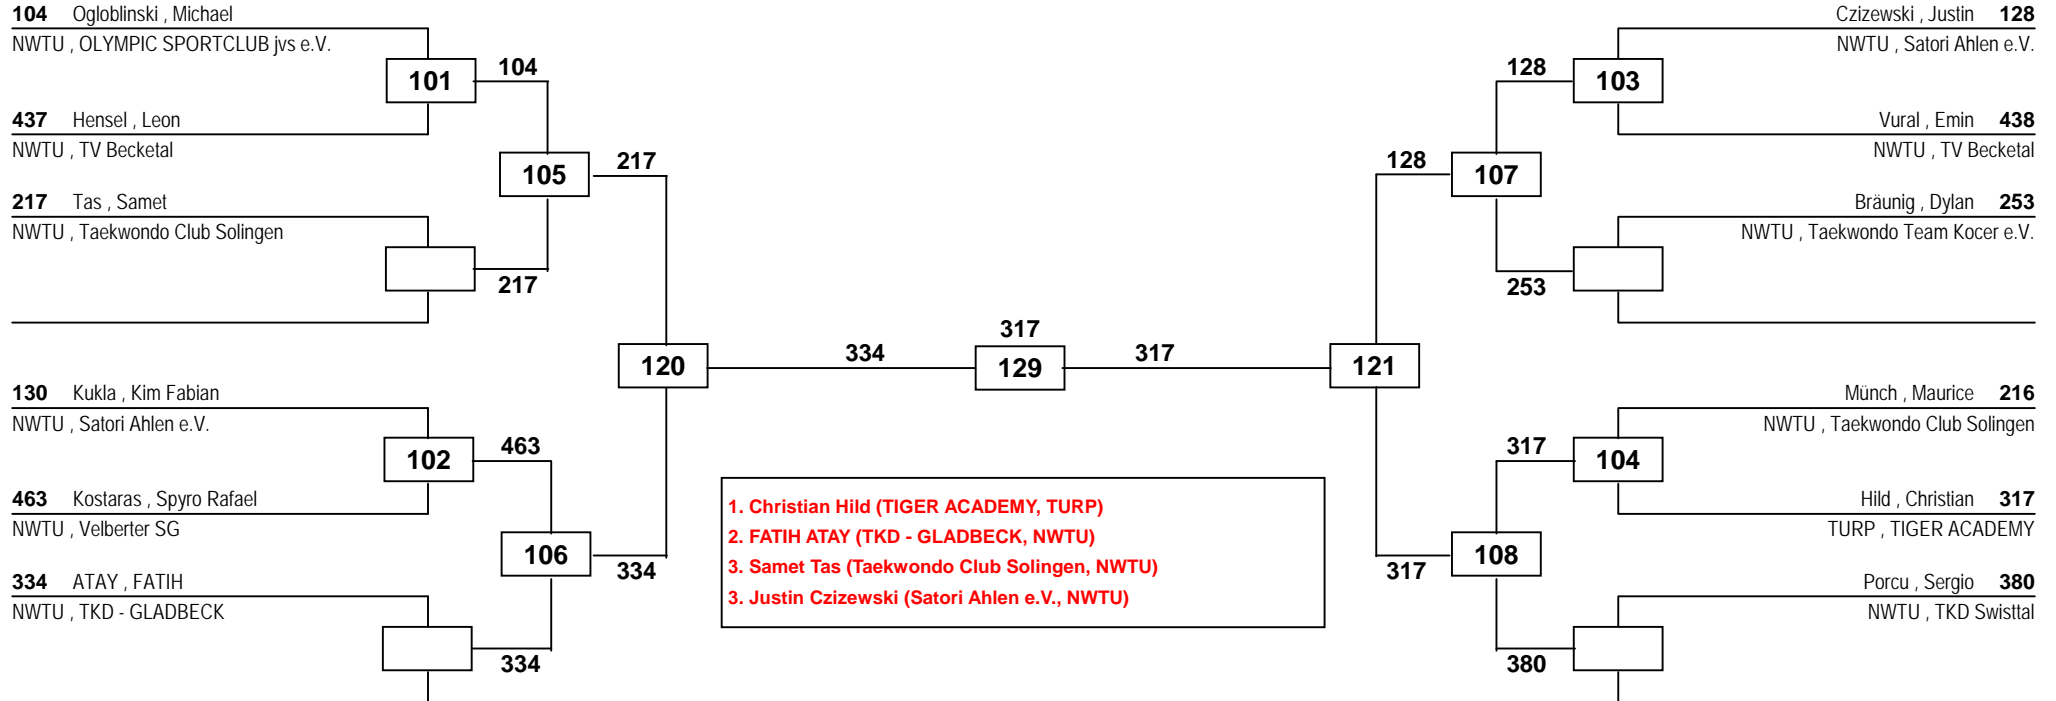 104 Ogloblinski , Michael
NWTU , OLYMPIC SPORTCLUB jvs e.V.
101
104
437 Hensel , Leon
NWTU , TV Becketal
105
217
217 Tas , Samet
NWTU , Taekwondo Club Solingen
217
120
334
130 Kukla , Kim Fabian
NWTU , Satori Ahlen e.V.
102
463
463 Kostaras , Spyro Rafael
NWTU , Velberter SG
106
334
334 ATAY , FATIH
NWTU , TKD - GLADBECK
334
317
129
317
1. Christian Hild (TIGER ACADEMY, TURP)
2. FATIH ATAY (TKD - GLADBECK, NWTU)
3. Samet Tas (Taekwondo Club Solingen, NWTU)
3. Justin Czizewski (Satori Ahlen e.V., NWTU)
Czizewski , Justin 128
NWTU , Satori Ahlen e.V.
128
103
Vural , Emin 438
NWTU , TV Becketal
128
107
Bräunig , Dylan 253
NWTU , Taekwondo Team Kocer e.V.
253
121
Münch , Maurice 216
NWTU , Taekwondo Club Solingen
317
104
Hild , Christian 317
TURP , TIGER ACADEMY
317
108
Porcu , Sergio 380
NWTU , TKD Swisttal
380